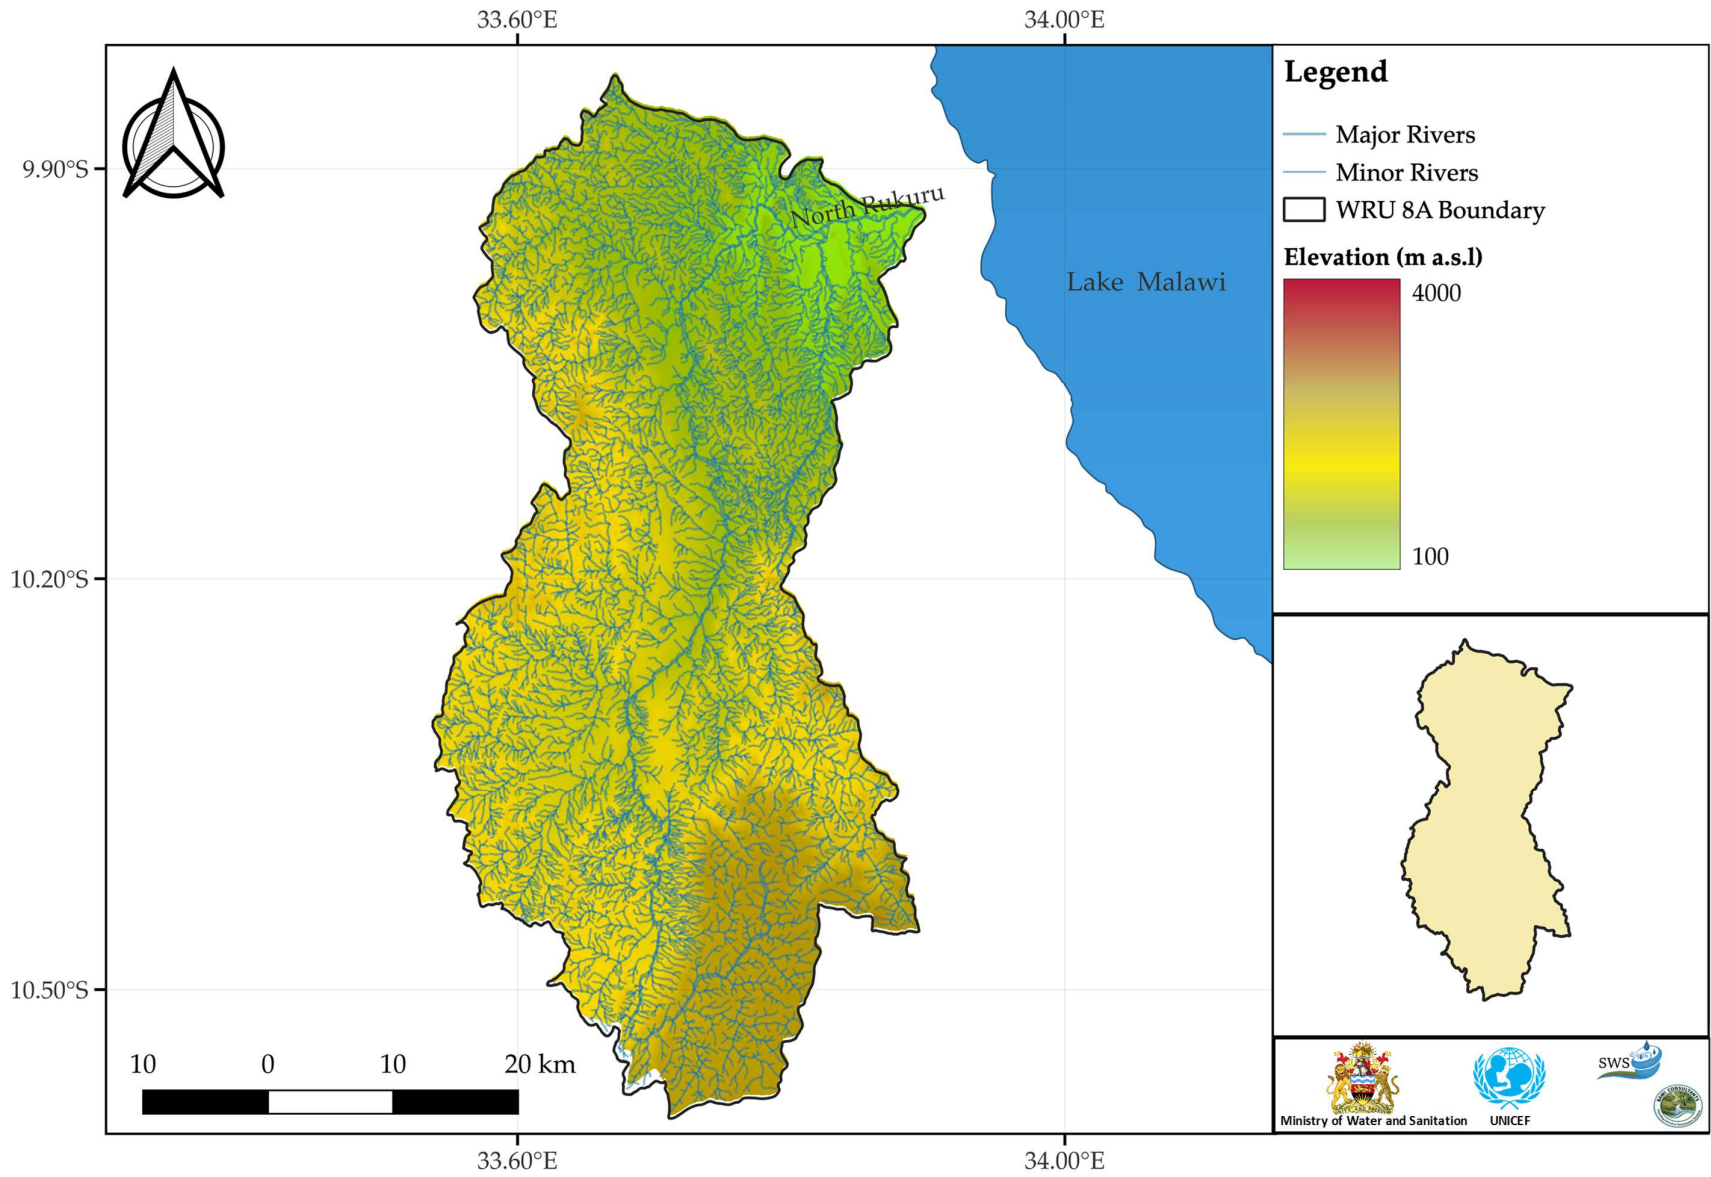 33.60°E
34.00°E
9.90°S
10.20°S
10.50°S
North Rukuru
Lake Malawi
10 0 10 20 km
33.60°E
34.00°E
Legend
Major Rivers
Minor Rivers
WRU 8A Boundary
Elevation (m a.s.l)
4000
100
Ministry of Water and Sanitation
UNICEF
SWS